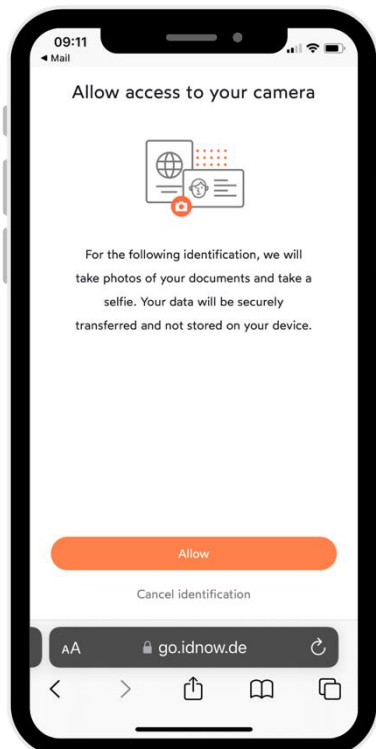 09:11
◀ Mail
Allow access to your camera
For the following identification, we will
take photos of your documents and take a
selfie. Your data will be securely
transferred and not stored on your device.
Allow
Cancel identification
AA go.idnow.de